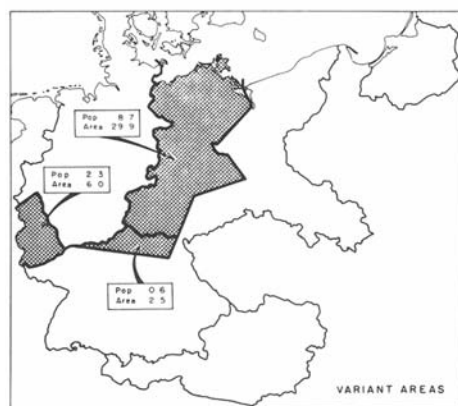 Pop 8 7
Area 29 9
Pop 2 3
Area 6 0
Pop 0 6
Area 2 5
VARIANT AREAS